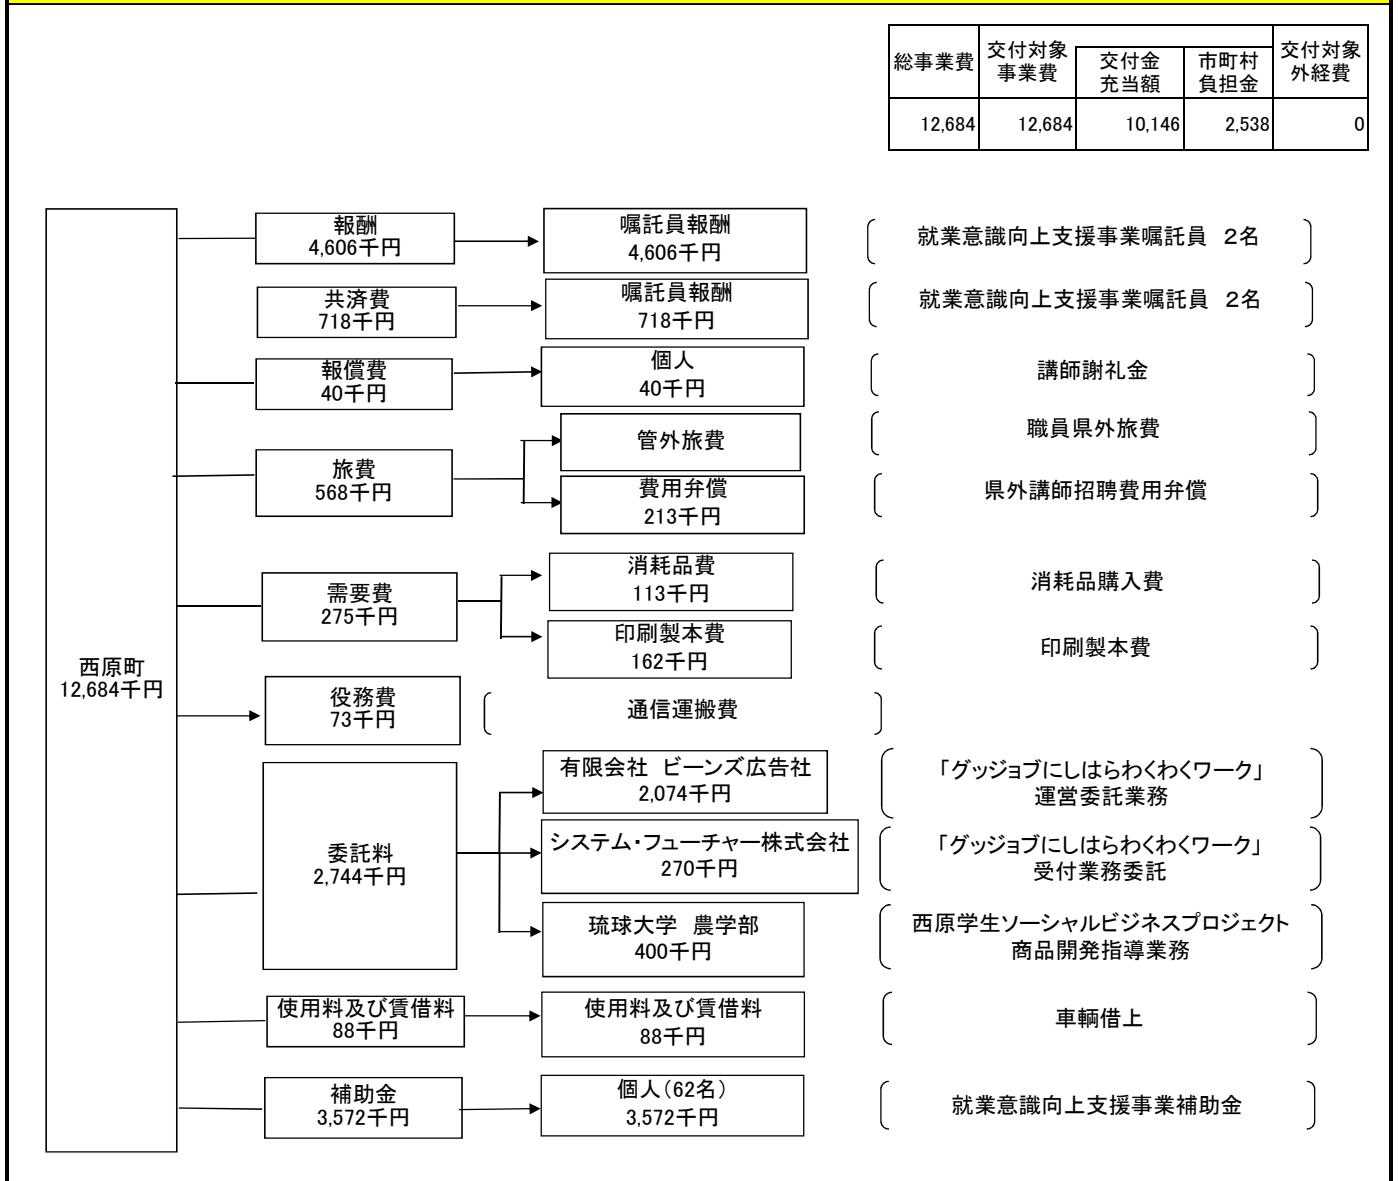 総事業費
交付対象
事業費
交付金
充当額
市町村
負担金
交付対象
外経費
12,684
12,684
10,146
2,538
0
西原町
12,684千円
報酬
4,606千円
嘱託員報酬
4,606千円
就業意識向上支援事業嘱託員　2名
共済費
718千円
嘱託員報酬
718千円
就業意識向上支援事業嘱託員　2名
報償費
40千円
個人
40千円
講師謝礼金
旅費
568千円
管外旅費
職員県外旅費
費用弁償
213千円
県外講師招聘費用弁償
需要費
275千円
消耗品費
113千円
消耗品購入費
印刷製本費
162千円
印刷製本費
役務費
73千円
通信運搬費
委託料
2,744千円
有限会社　ビーンズ広告社
2,074千円
「グッジョブにしはらわくわくワーク」
運営委託業務
システム・フューチャー株式会社
270千円
「グッジョブにしはらわくわくワーク」
受付業務委託
琉球大学　農学部
400千円
西原学生ソーシャルビジネスプロジェクト
商品開発指導業務
使用料及び賃借料
88千円
使用料及び賃借料
88千円
車輌借上
補助金
3,572千円
個人（62名）
3,572千円
就業意識向上支援事業補助金